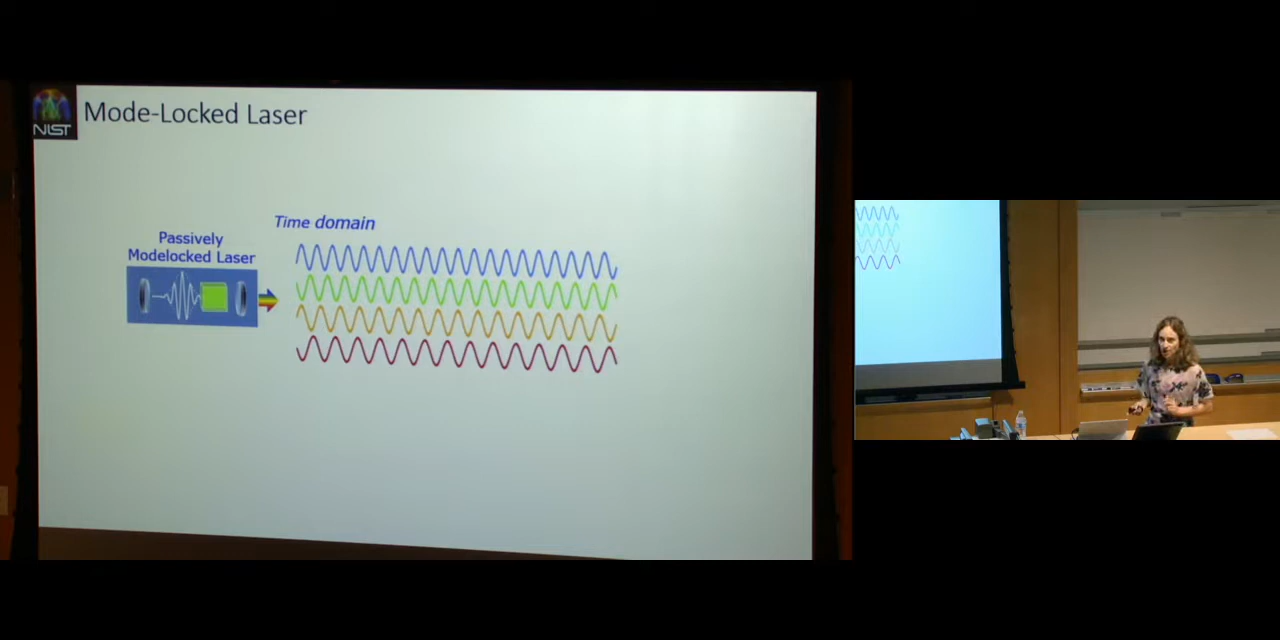 NIST
Mode-Locked Laser
Time domain
Passively
Modelocked Laser